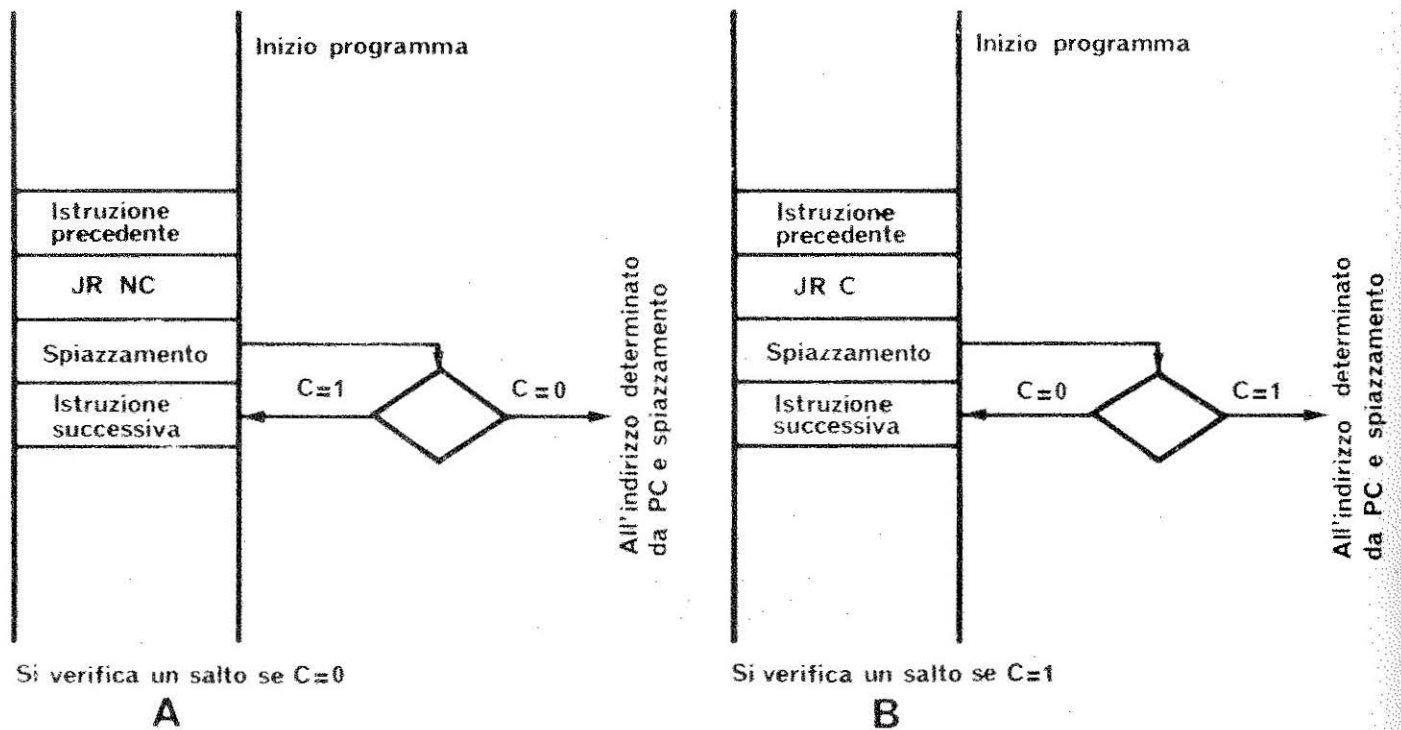 Inizio programma
Istruzione
precedente
JR NC
Spiazzamento
C=1
C=0
Istruzione
successiva
All'indirizzo determinato
da PC e spiazzamento
Si verifica un salto se C=0
A
Inizio programma
Istruzione
precedente
JR C
Spiazzamento
C=0
C=1
Istruzione
successiva
All'indirizzo determinato
da PC e spiazzamento
Si verifica un salto se C=1
B